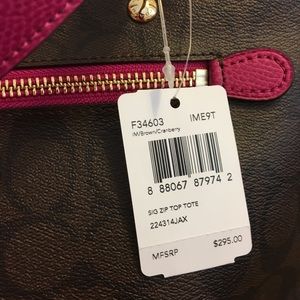 F34603 IME9T
IM/Brown/Cranberry
8 88067 87974 2
SIG ZIP TOP TOTE
224314JAX
MFSRP $295.00